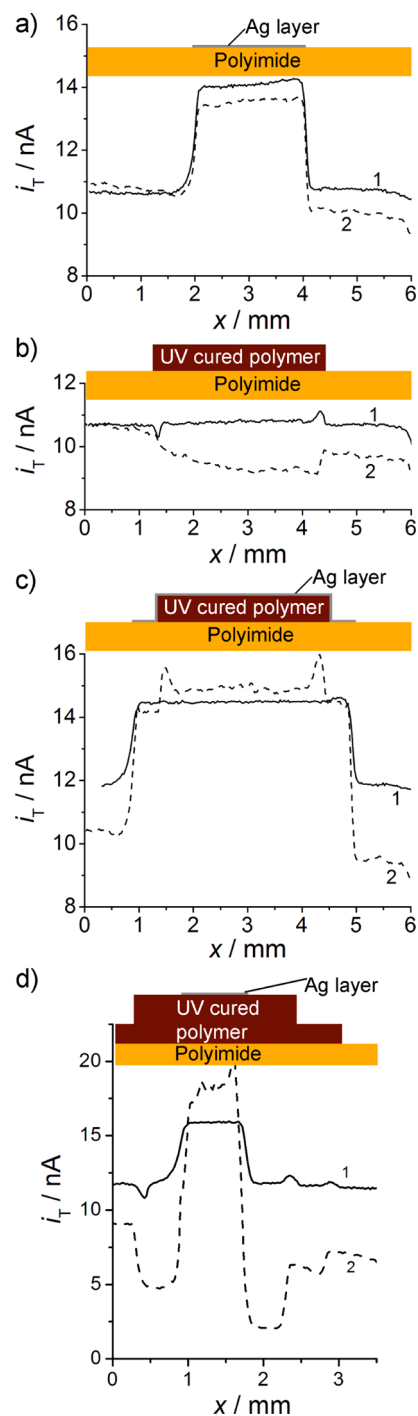 a)
Ag layer
Polyimide
16
14
12
10
8
i_T / nA
1
2
0 1 2 3 4 5 6
x / mm
b)
UV cured polymer
Polyimide
12
10
8
i_T / nA
1
2
0 1 2 3 4 5 6
x / mm
c)
Ag layer
UV cured polymer
Polyimide
16
14
12
10
8
i_T / nA
1
2
0 1 2 3 4 5 6
x / mm
d)
Ag layer
UV cured
polymer
Polyimide
20
15
10
5
0
i_T / nA
1
2
0 1 2 3
x / mm